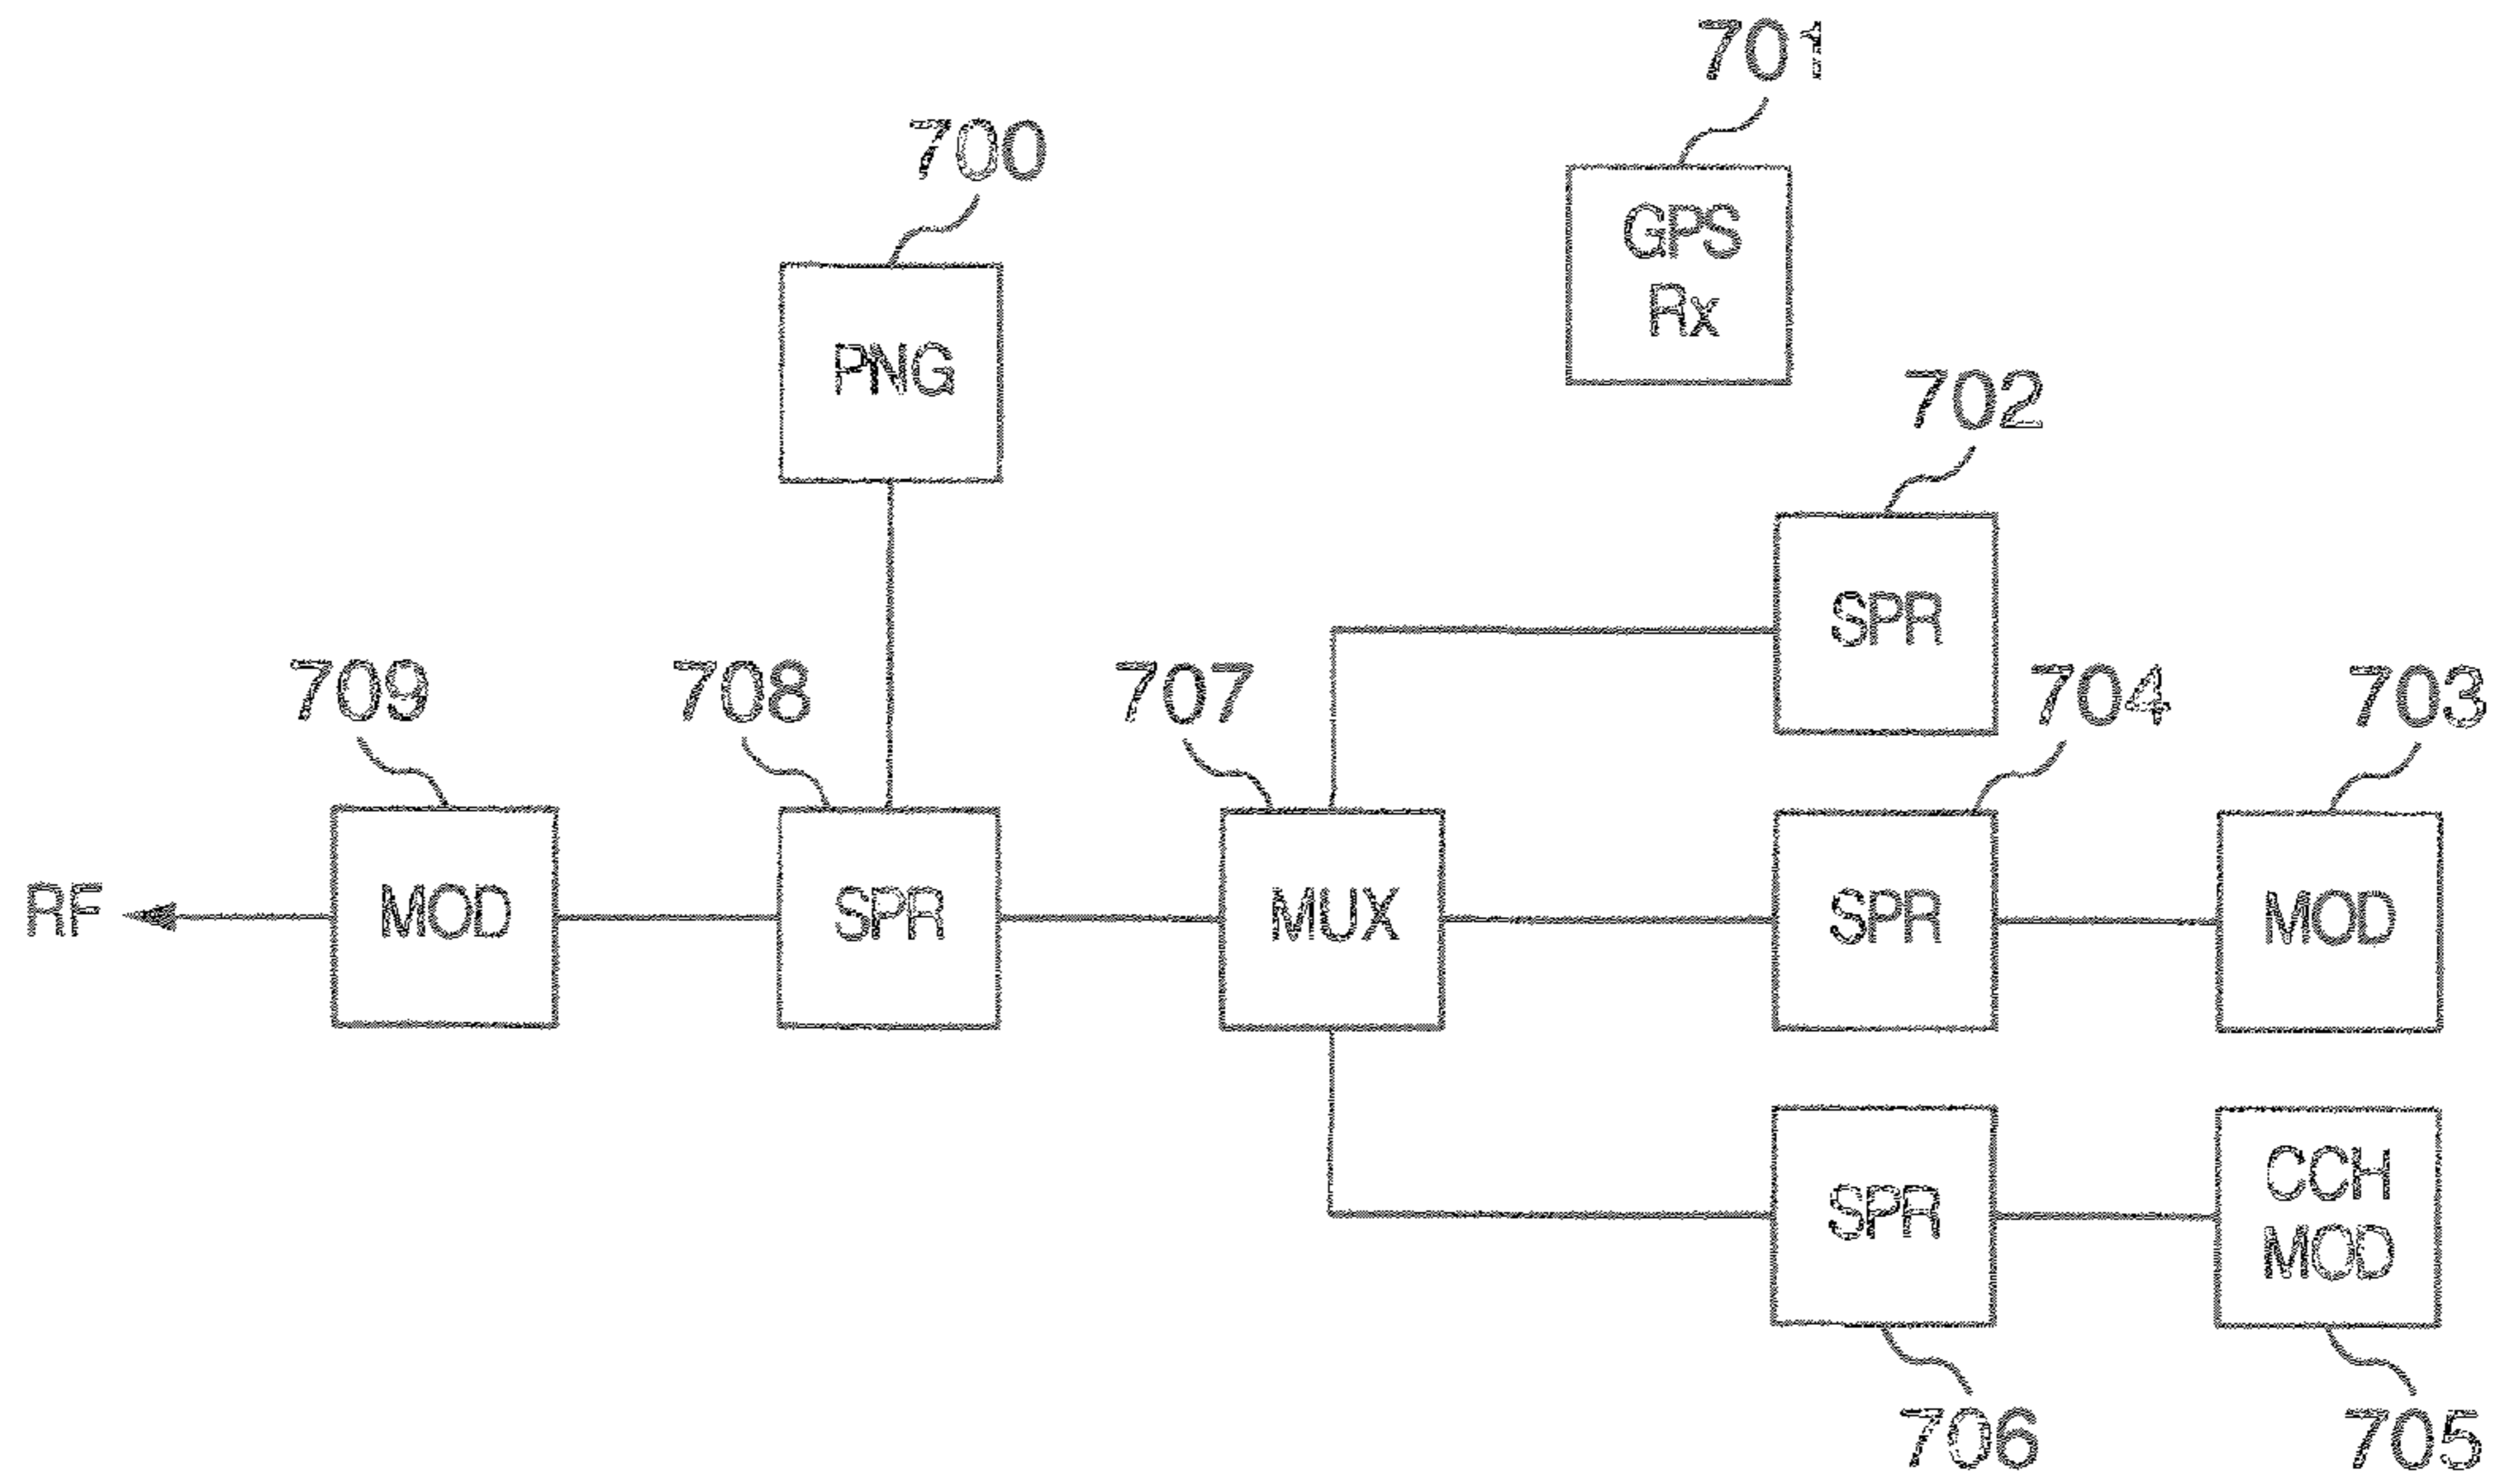 701
700
GPS
Rx
PNG
702
SPR
709
708
707
704
703
RF
MOD
SPR
MUX
SPR
MOD
SPR
CCH
MOD
706
705